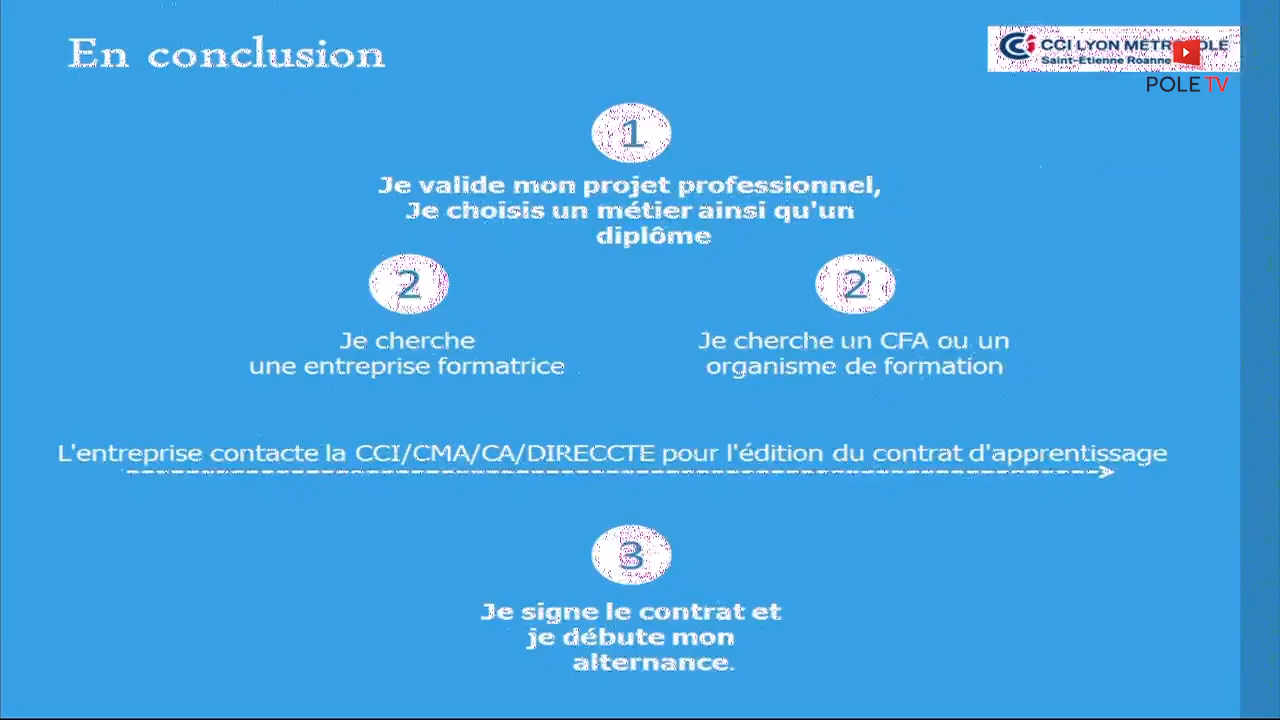 En conclusion
CCI LYON METROPOLE
Saint-Etienne Roanne
POLE TV
1
Je valide mon projet professionnel,
Je choisis un métier ainsi qu'un
diplôme
2
Je cherche
une entreprise formatrice
2
Je cherche un CFA ou un
organisme de formation
L'entreprise contacte la CCI/CMA/CA/DIRECCTE pour l'édition du contrat d'apprentissage
3
Je signe le contrat et
je débute mon
alternance.